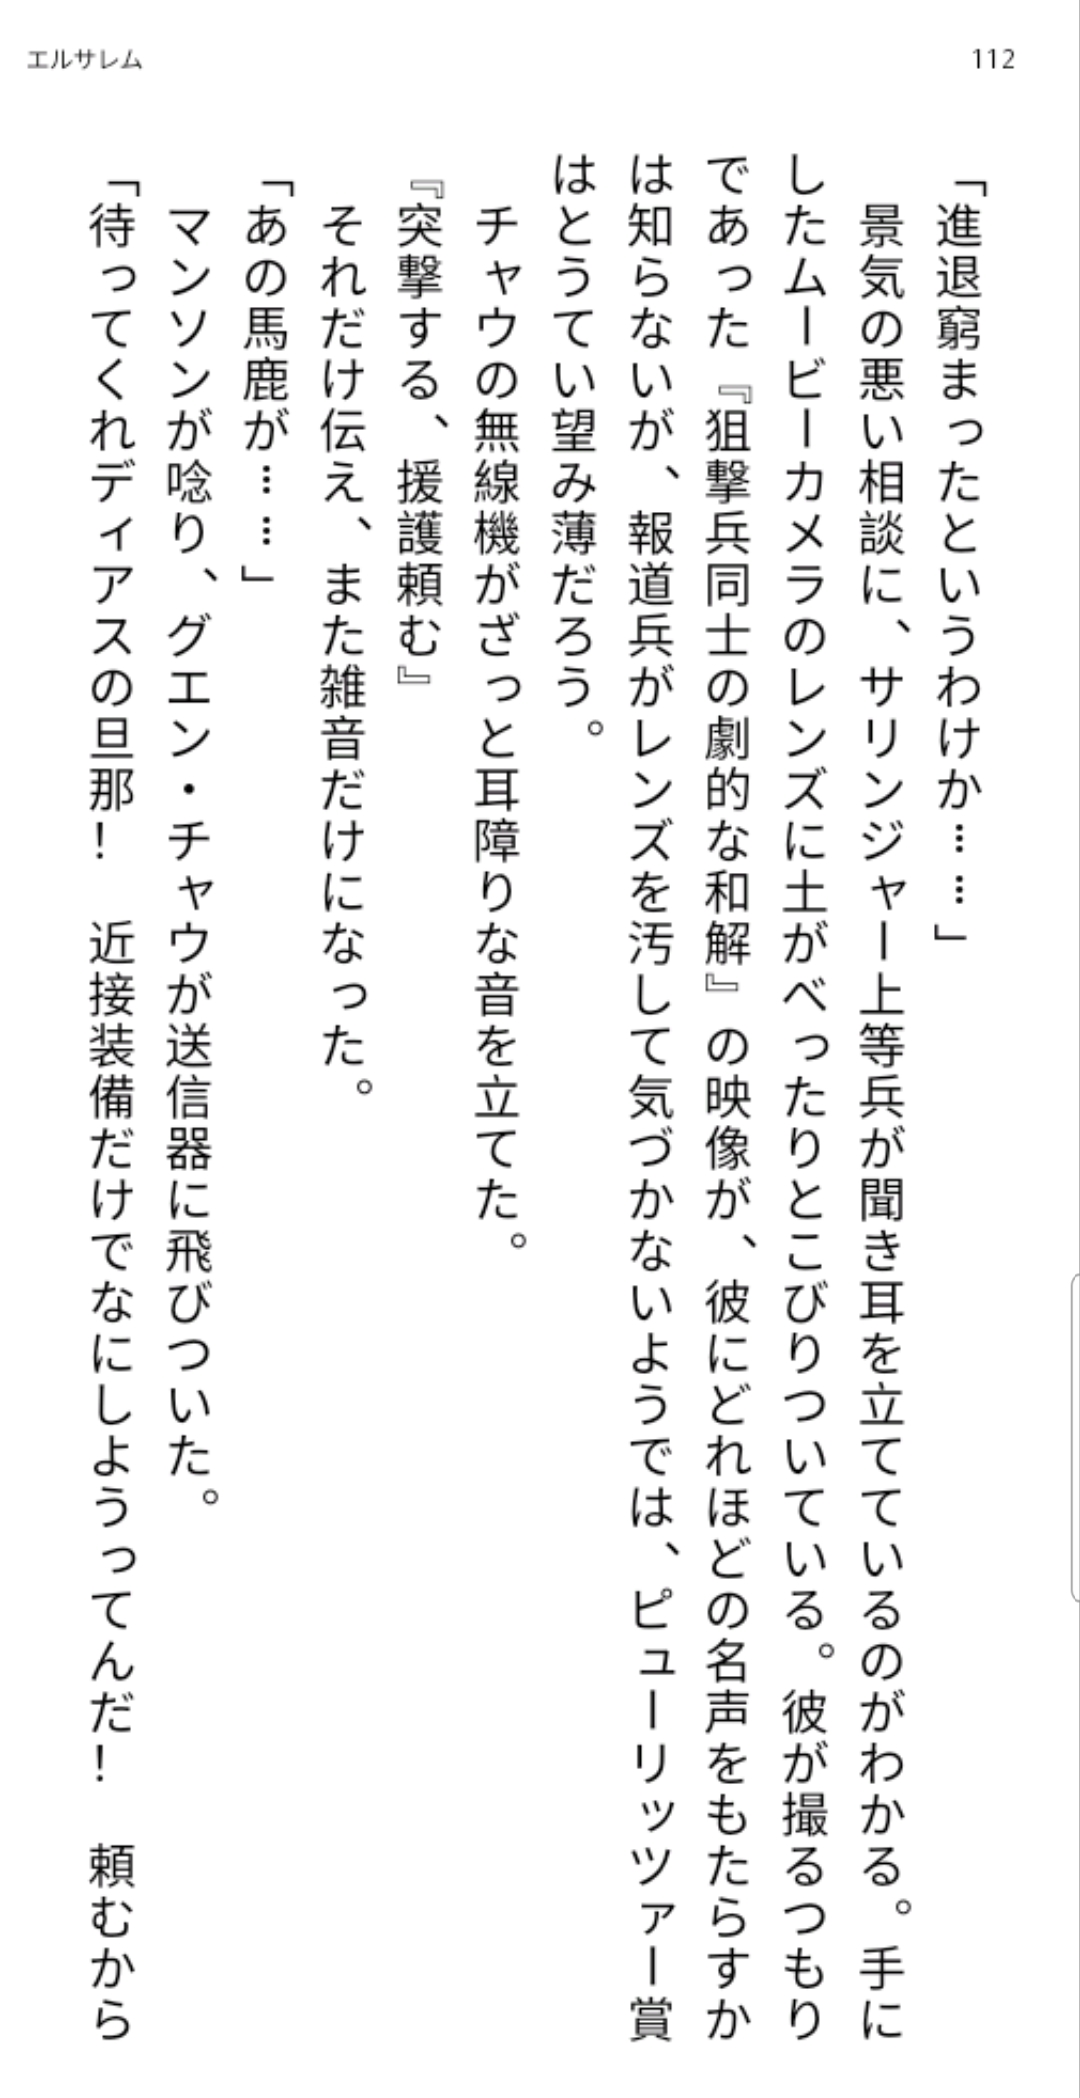 エルサレム
112
「進退窮まったというわけか……」
　景気の悪い相談に、サリンジャー上等兵が聞き耳を立てているのがわかる。手に
したムービーカメラのレンズに土がべったりとこびりついている。彼が撮るつもり
であった『狙撃兵同士の劇的な和解』の映像が、彼にどれほどの名声をもたらすか
は知らないが、報道兵がレンズを汚して気づかないようでは、ピューリッツァー賞
はとうてい望み薄だろう。
　チャウの無線機がざっと耳障りな音を立てた。
『突撃する、援護頼む』
　それだけ伝え、また雑音だけになった。
「あの馬鹿が……」
　マンソンが唸り、グエン・チャウが送信器に飛びついた。
「待ってくれディアスの旦那！　近接装備だけでなにしようってんだ！　頼むから